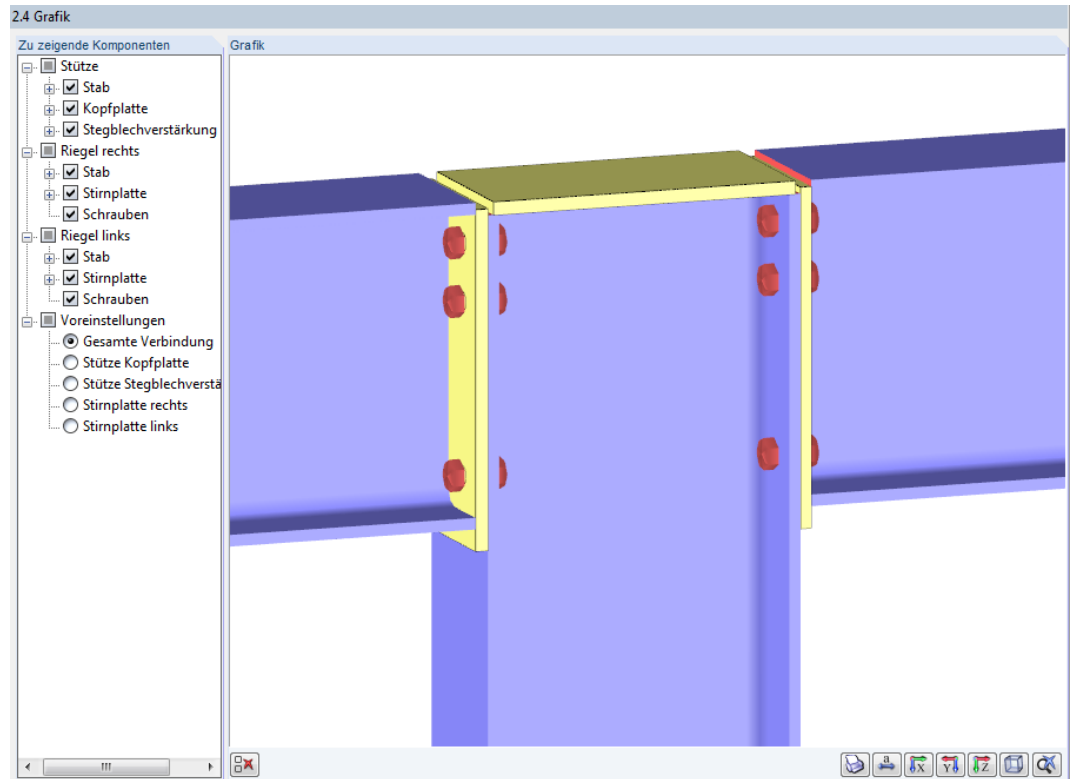 2.4 Grafik
Zu zeigende Komponenten
Stütze
Stab
Kopfplatte
Stegblechverstärkung
Riegel rechts
Stab
Stirnplatte
Schrauben
Riegel links
Stab
Stirnplatte
Schrauben
Voreinstellungen
Gesamte Verbindung
Stütze Kopfplatte
Stütze Stegblechverstä
Stirnplatte rechts
Stirnplatte links
Grafik
a
X
Y
Z